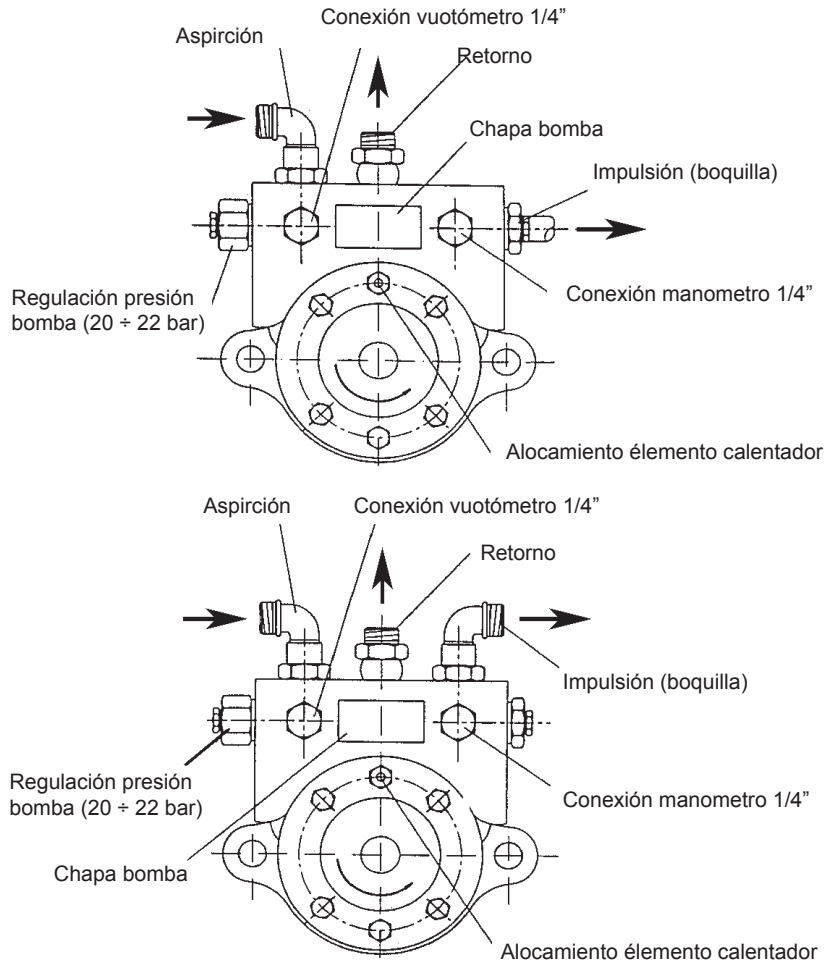 Conexión vuotómetro 1/4”
Aspirción
Retorno
Chapa bomba
Impulsión (boquilla)
Regulación presión
bomba (20 ÷ 22 bar)
Conexión manometro 1/4”
Alocamiento élemento calentador
Aspirción
Conexión vuotómetro 1/4”
Retorno
Impulsión (boquilla)
Regulación presión
bomba (20 ÷ 22 bar)
Conexión manometro 1/4”
Chapa bomba
Alocamiento élemento calentador